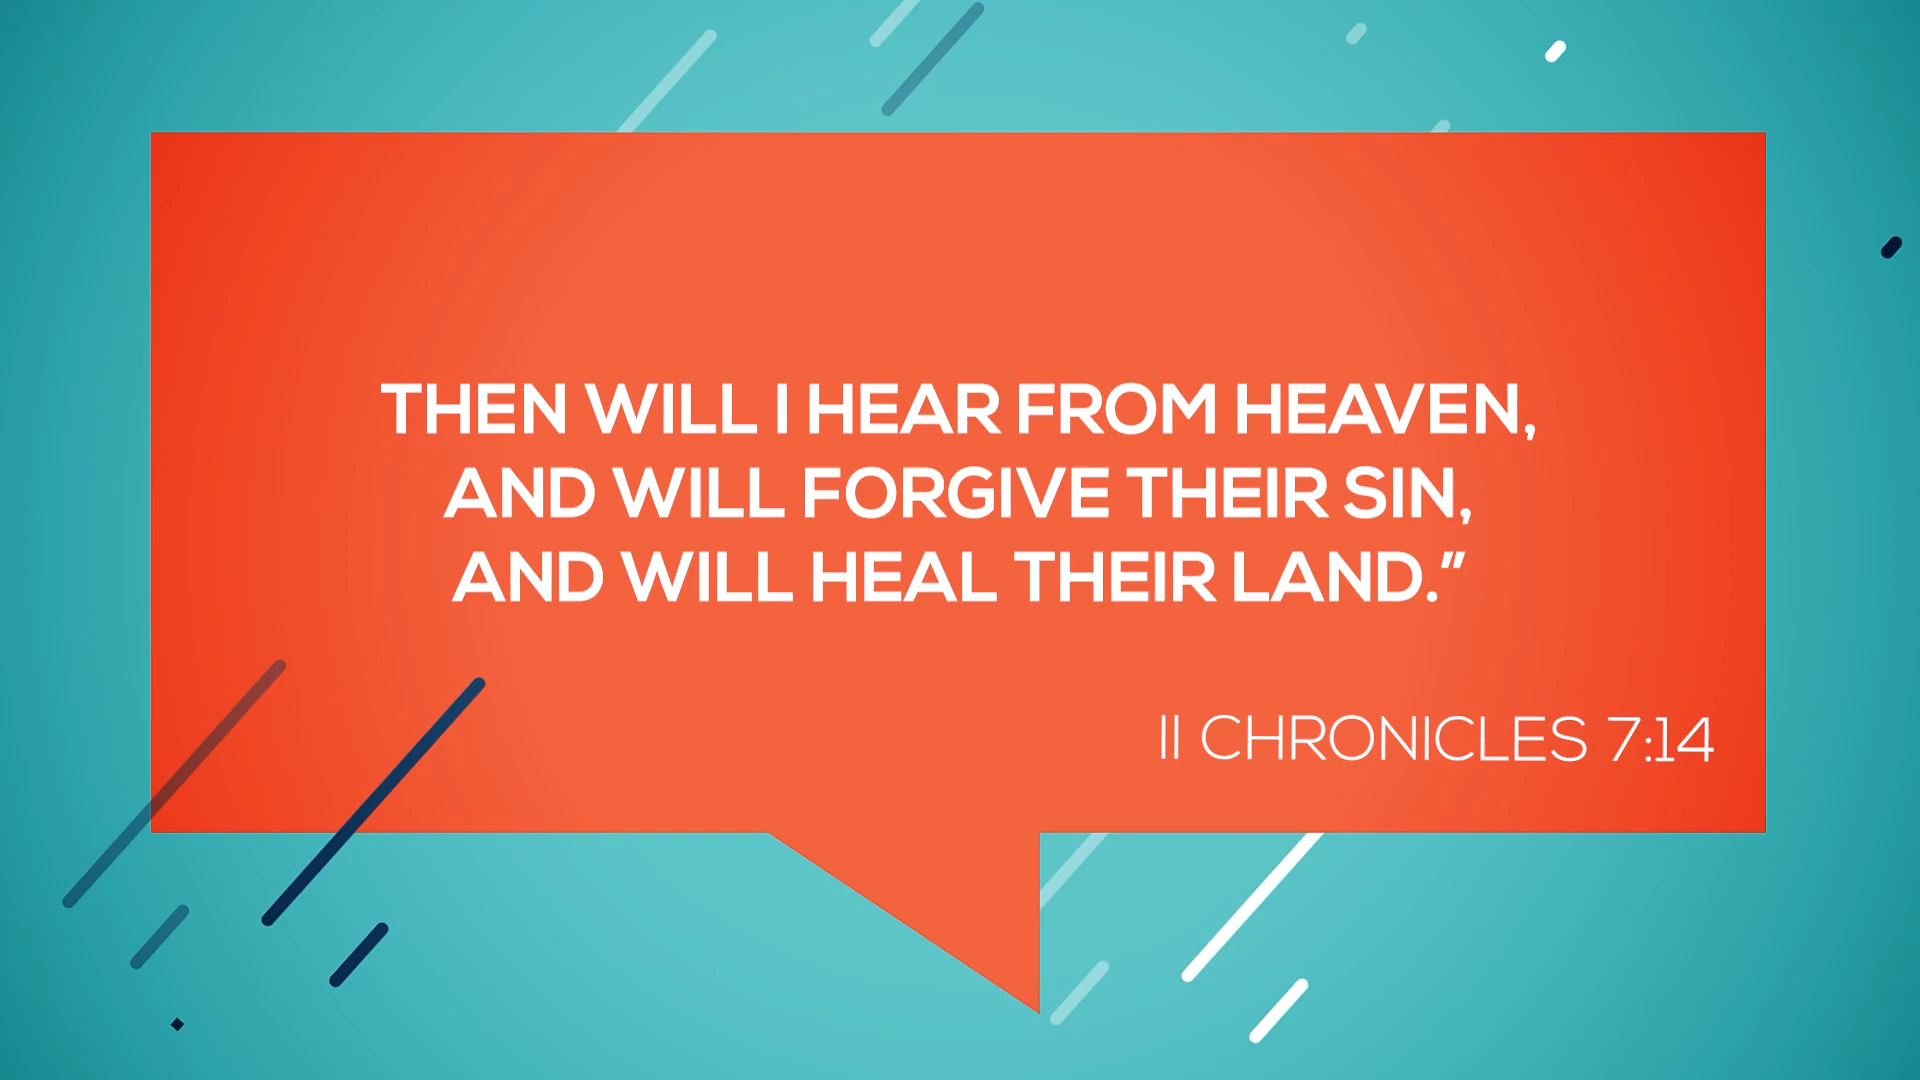 THEN WILL I HEAR FROM HEAVEN,
AND WILL FORGIVE THEIR SIN,
AND WILL HEAL THEIR LAND.”
II CHRONICLES 7:14